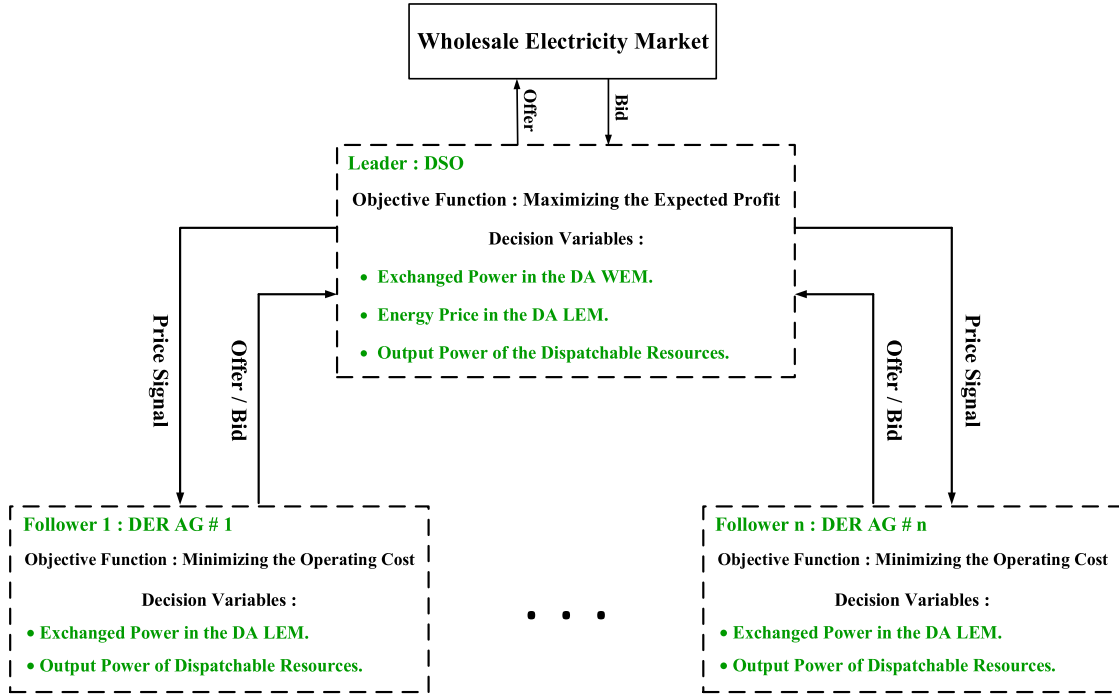 Wholesale Electricity Market
Offer
Bid
Leader : DSO
Objective Function : Maximizing the Expected Profit
Decision Variables :
• Exchanged Power in the DA WEM.
• Energy Price in the DA LEM.
• Output Power of the Dispatchable Resources.
Price Signal
Offer / Bid
Offer / Bid
Price Signal
Follower 1 : DER AG # 1
Objective Function : Minimizing the Operating Cost
Decision Variables :
• Exchanged Power in the DA LEM.
• Output Power of Dispatchable Resources.
. . .
Follower n : DER AG # n
Objective Function : Minimizing the Operating Cost
Decision Variables :
• Exchanged Power in the DA LEM.
• Output Power of Dispatchable Resources.